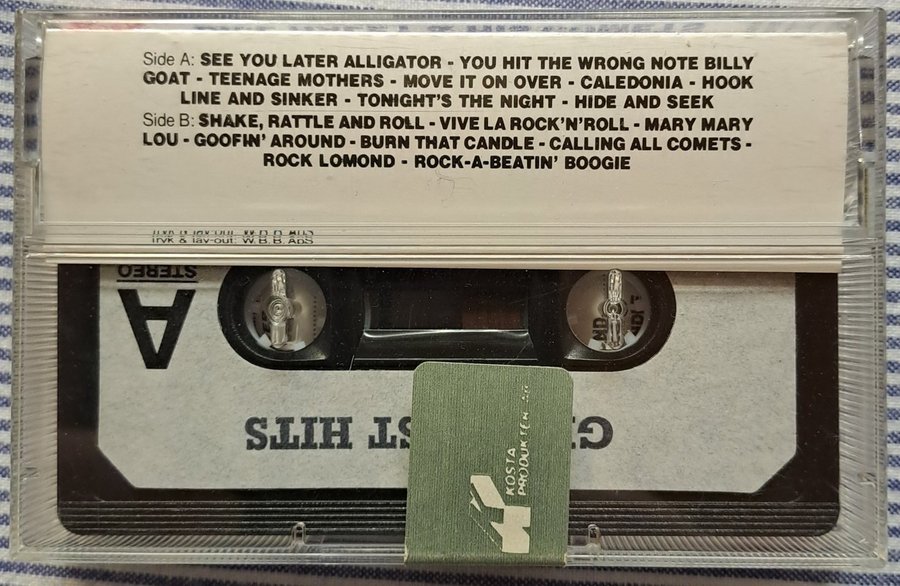 Side A: SEE YOU LATER ALLIGATOR - YOU HIT THE WRONG NOTE BILLY
GOAT - TEENAGE MOTHERS - MOVE IT ON OVER - CALEDONIA - HOOK
LINE AND SINKER - TONIGHT'S THE NIGHT - HIDE AND SEEK
Side B: SHAKE, RATTLE AND ROLL - VIVE LA ROCK'N'ROLL - MARY MARY
LOU - GOOFIN' AROUND - BURN THAT CANDLE - CALLING ALL COMETS -
ROCK LOMOND - ROCK-A-BEATIN' BOOGIE
Tryk & lay-out: W.B.B. ApS
STEREO
A
HITS
KOSTA
PRODUKTER